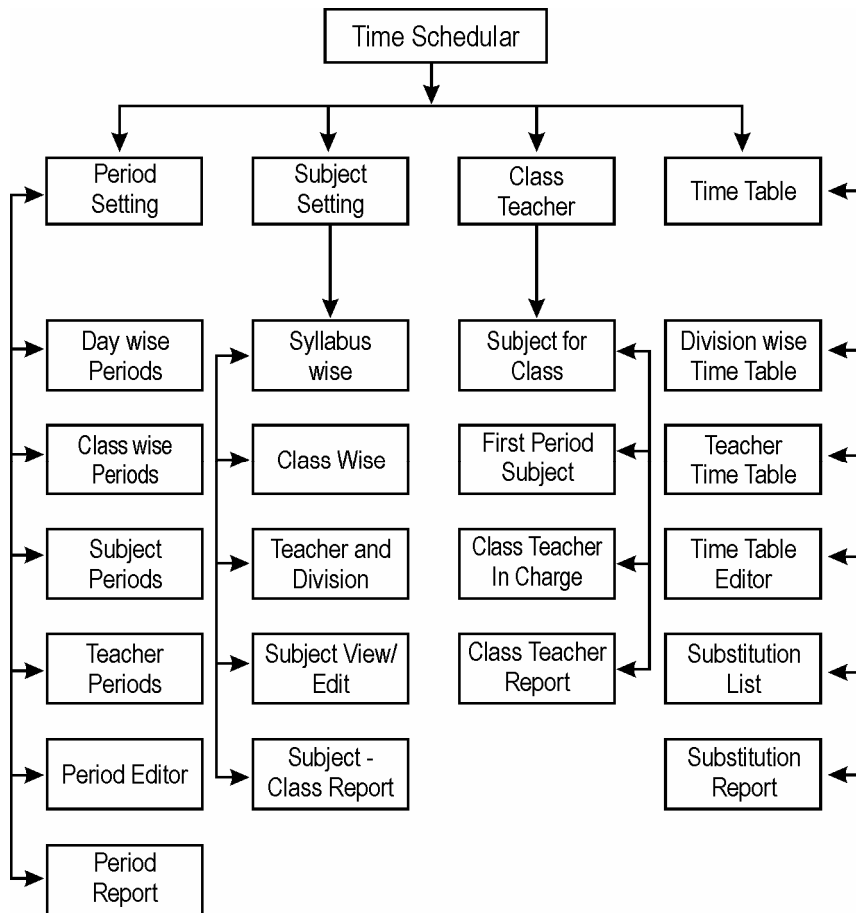 Time Schedular
Period
Setting
Subject
Setting
Class
Teacher
Time Table
Day wise
Periods
Syllabus
wise
Subject for
Class
Division wise
Time Table
Class wise
Periods
Class Wise
First Period
Subject
Teacher
Time Table
Subject
Periods
Teacher and
Division
Class Teacher
In Charge
Time Table
Editor
Teacher
Periods
Subject View/
Edit
Class Teacher
Report
Substitution
List
Period Editor
Subject -
Class Report
Substitution
Report
Period
Report